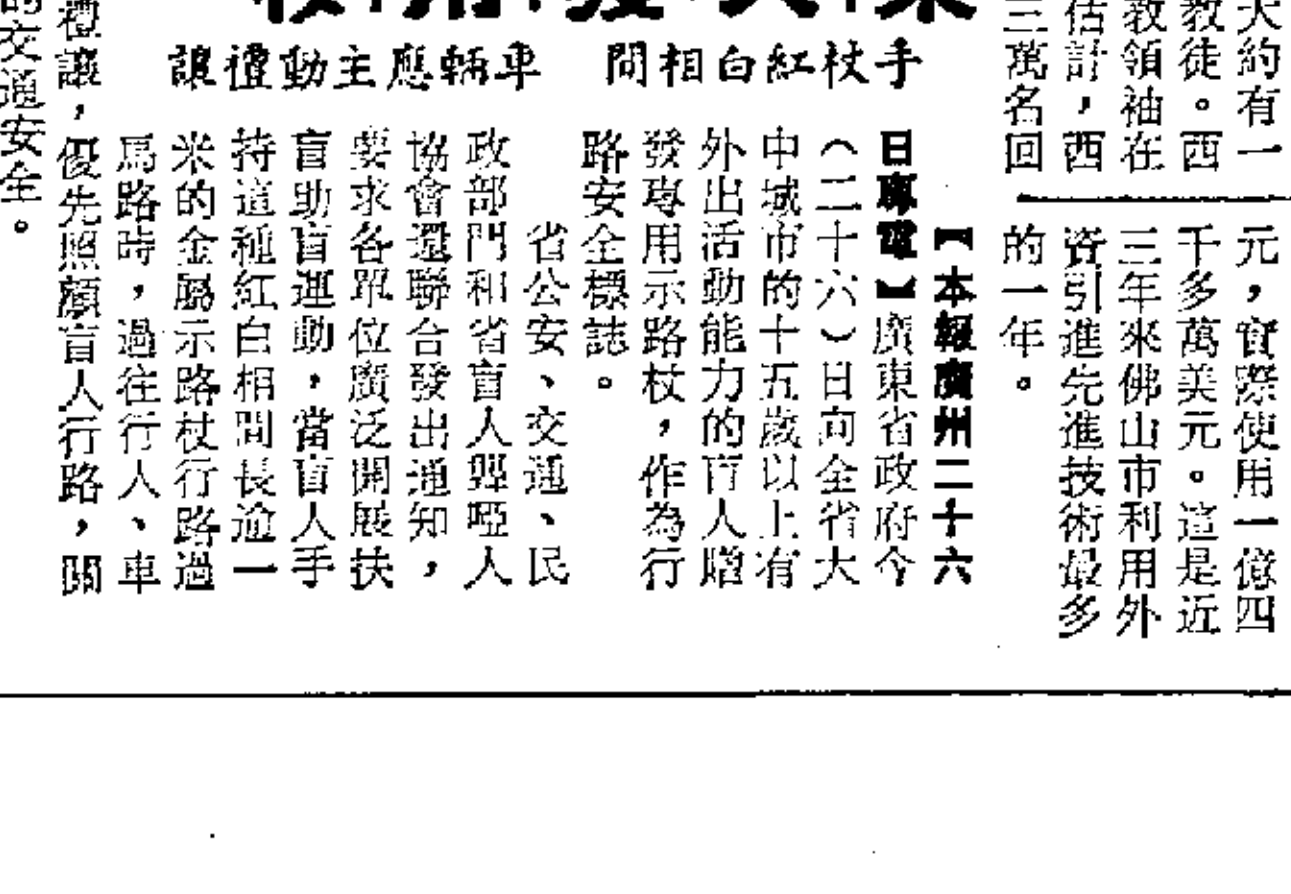 大約有一
教徒。西
教領袖在
估計,西
三萬名回
元,實際使用一億四
千多萬美元。這是近
三年來佛山市利用外
資引進先進技術最多
的一年。
手杖紅白相間 車輛應主動禮讓
【本報廣州二十六
日專電】廣東省政府今
(二十六)日向全省大
中城市的十五歲以上有
外出活動能力的盲人贈
發專用示路杖,作為行
路安全標誌。
省公安、交通、民
政部門和省盲人聾啞人
協會還聯合發出通知,
要求各單位廣泛開展扶
盲助盲運動,當盲人手
持這種紅白相間長逾一
米的金屬示路杖行路過
馬路時,過往行人、車
禮讓,優先照顧盲人行路,關
的交通安全。